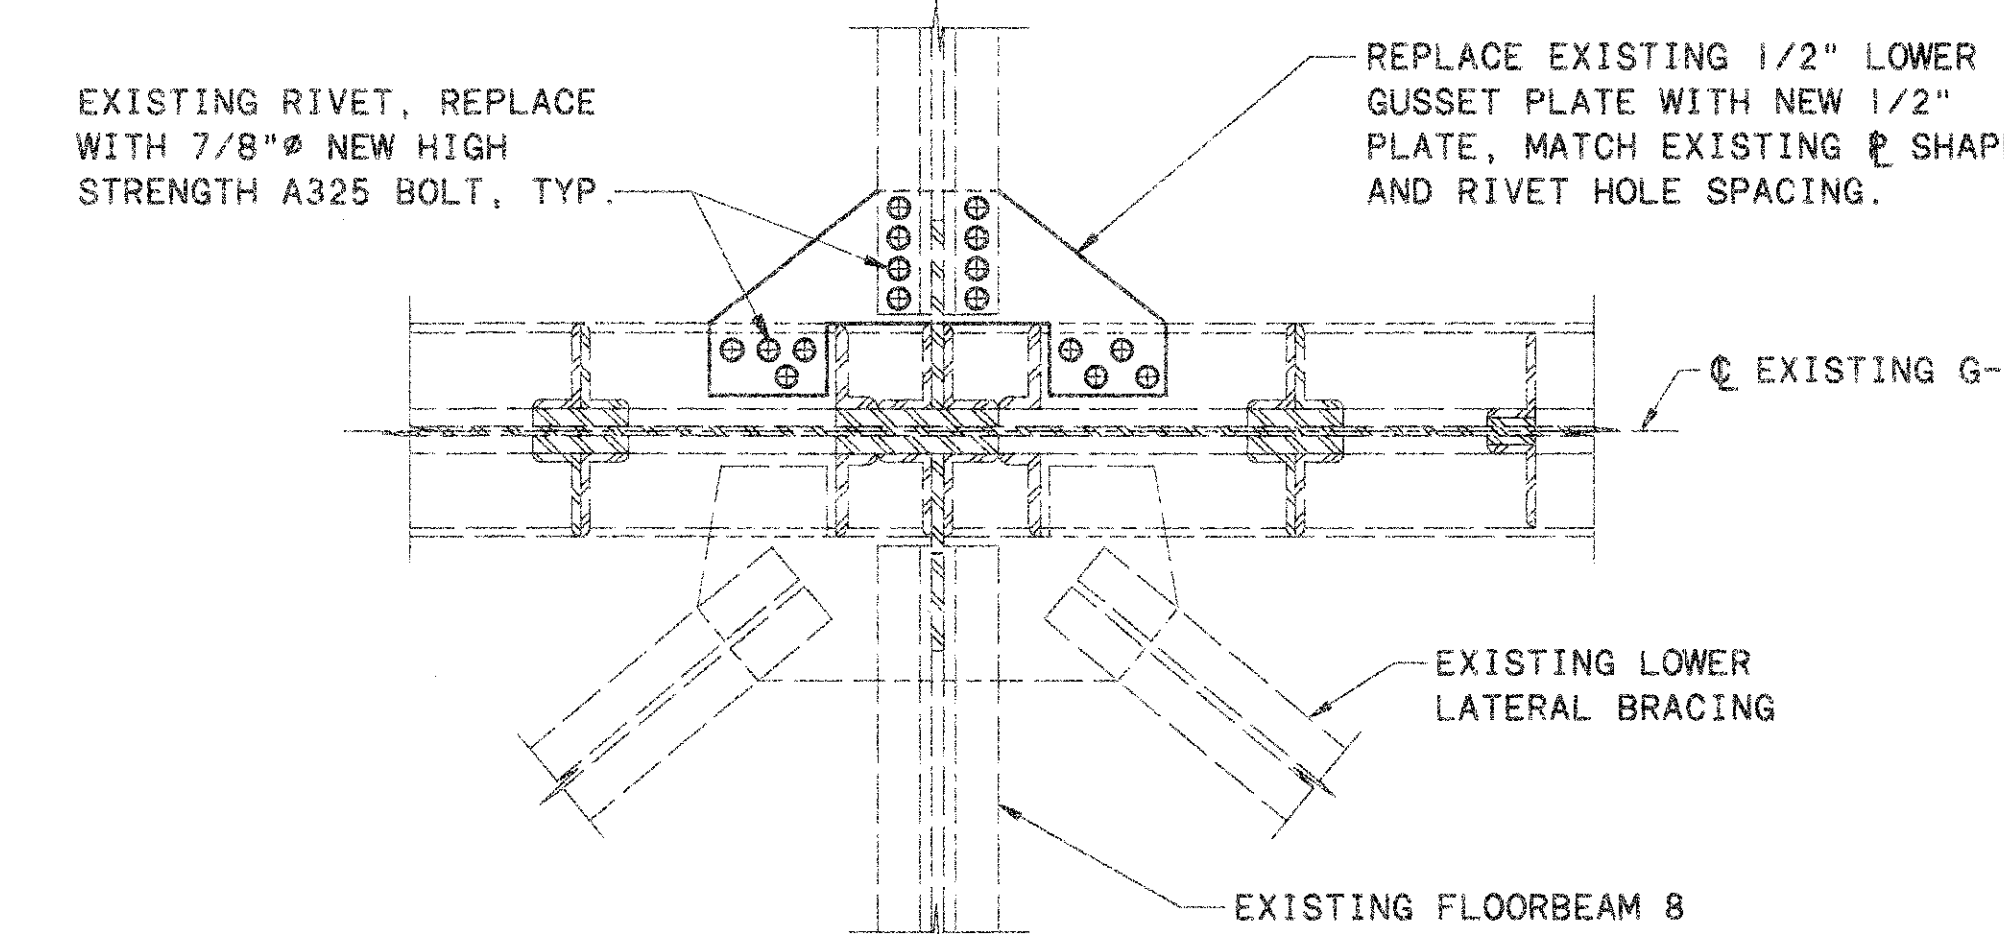 EXISTING RIVET, REPLACE
WITH 7/8"Ø NEW HIGH
STRENGTH A325 BOLT, TYP.
REPLACE EXISTING 1/2" LOWER
GUSSET PLATE WITH NEW 1/2"
PLATE, MATCH EXISTING ⅊ SHAP
AND RIVET HOLE SPACING.
℄ EXISTING G-
EXISTING LOWER
LATERAL BRACING
EXISTING FLOORBEAM 8